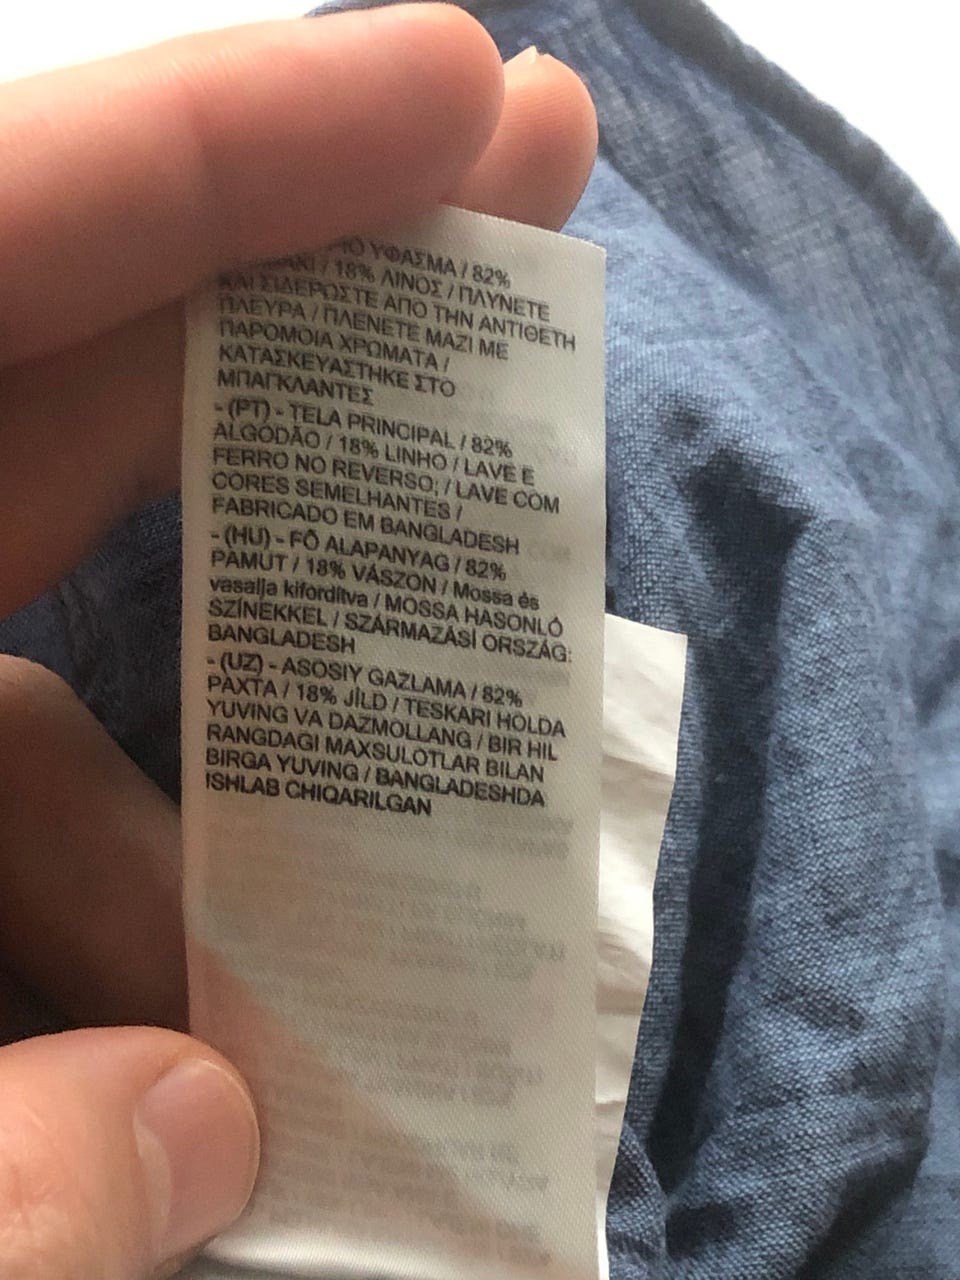 ΥΦΑΣΜΑ / 82%
/ 18% ΛΙΝΟΣ / ΠΛΥΝΕΤΕ
ΚΑΙ ΣΙΔΕΡΩΣΤΕ ΑΠΟ ΤΗΝ ΑΝΤΙΘΕΤΗ
ΠΛΕΥΡΑ / ΠΛΕΝΕΤΕ ΜΑΖΙ ΜΕ
ΠΑΡΟΜΟΙΑ ΧΡΩΜΑΤΑ /
ΚΑΤΑΣΚΕΥΑΣΤΗΚΕ ΣΤΟ
ΜΠΑΓΚΛΑΝΤΕΣ
- (PT) - TELA PRINCIPAL / 82%
ALGODÃO / 18% LINHO / LAVE E
FERRO NO REVERSO; / LAVE COM
CORES SEMELHANTES /
FABRICADO EM BANGLADESH
- (HU) - FŐ ALAPANYAG / 82%
PAMUT / 18% VÁSZON / Mossa és
vasalja kifordítva / MOSSA HASONLÓ
SZÍNEKKEL / SZÁRMAZÁSI ORSZÁG:
BANGLADESH
- (UZ) - ASOSIY GAZLAMA / 82%
PAXTA / 18% JİLD / TESKARI HOLDA
YUVING VA DAZMOLLANG / BIR HIL
RANGDAGI MAXSULOTLAR BILAN
BIRGA YUVING / BANGLADESHDA
ISHLAB CHIQARILGAN